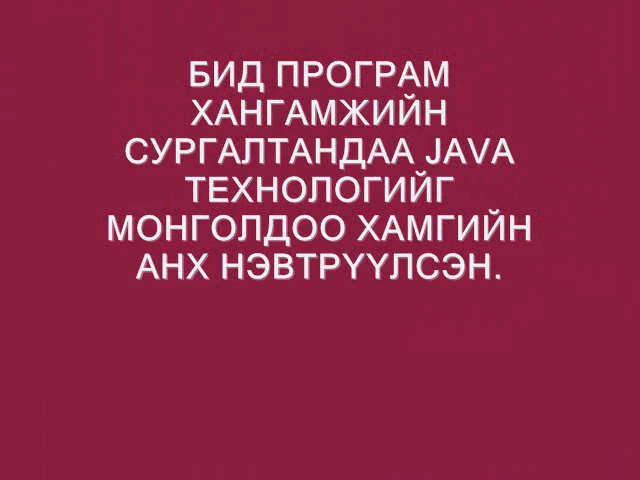 БИД ПРОГРАМ
ХАНГАМЖИЙН
СУРГАЛТАНДАА JAVA
ТЕХНОЛОГИЙГ
МОНГОЛДОО ХАМГИЙН
АНХ НЭВТРҮҮЛСЭН.